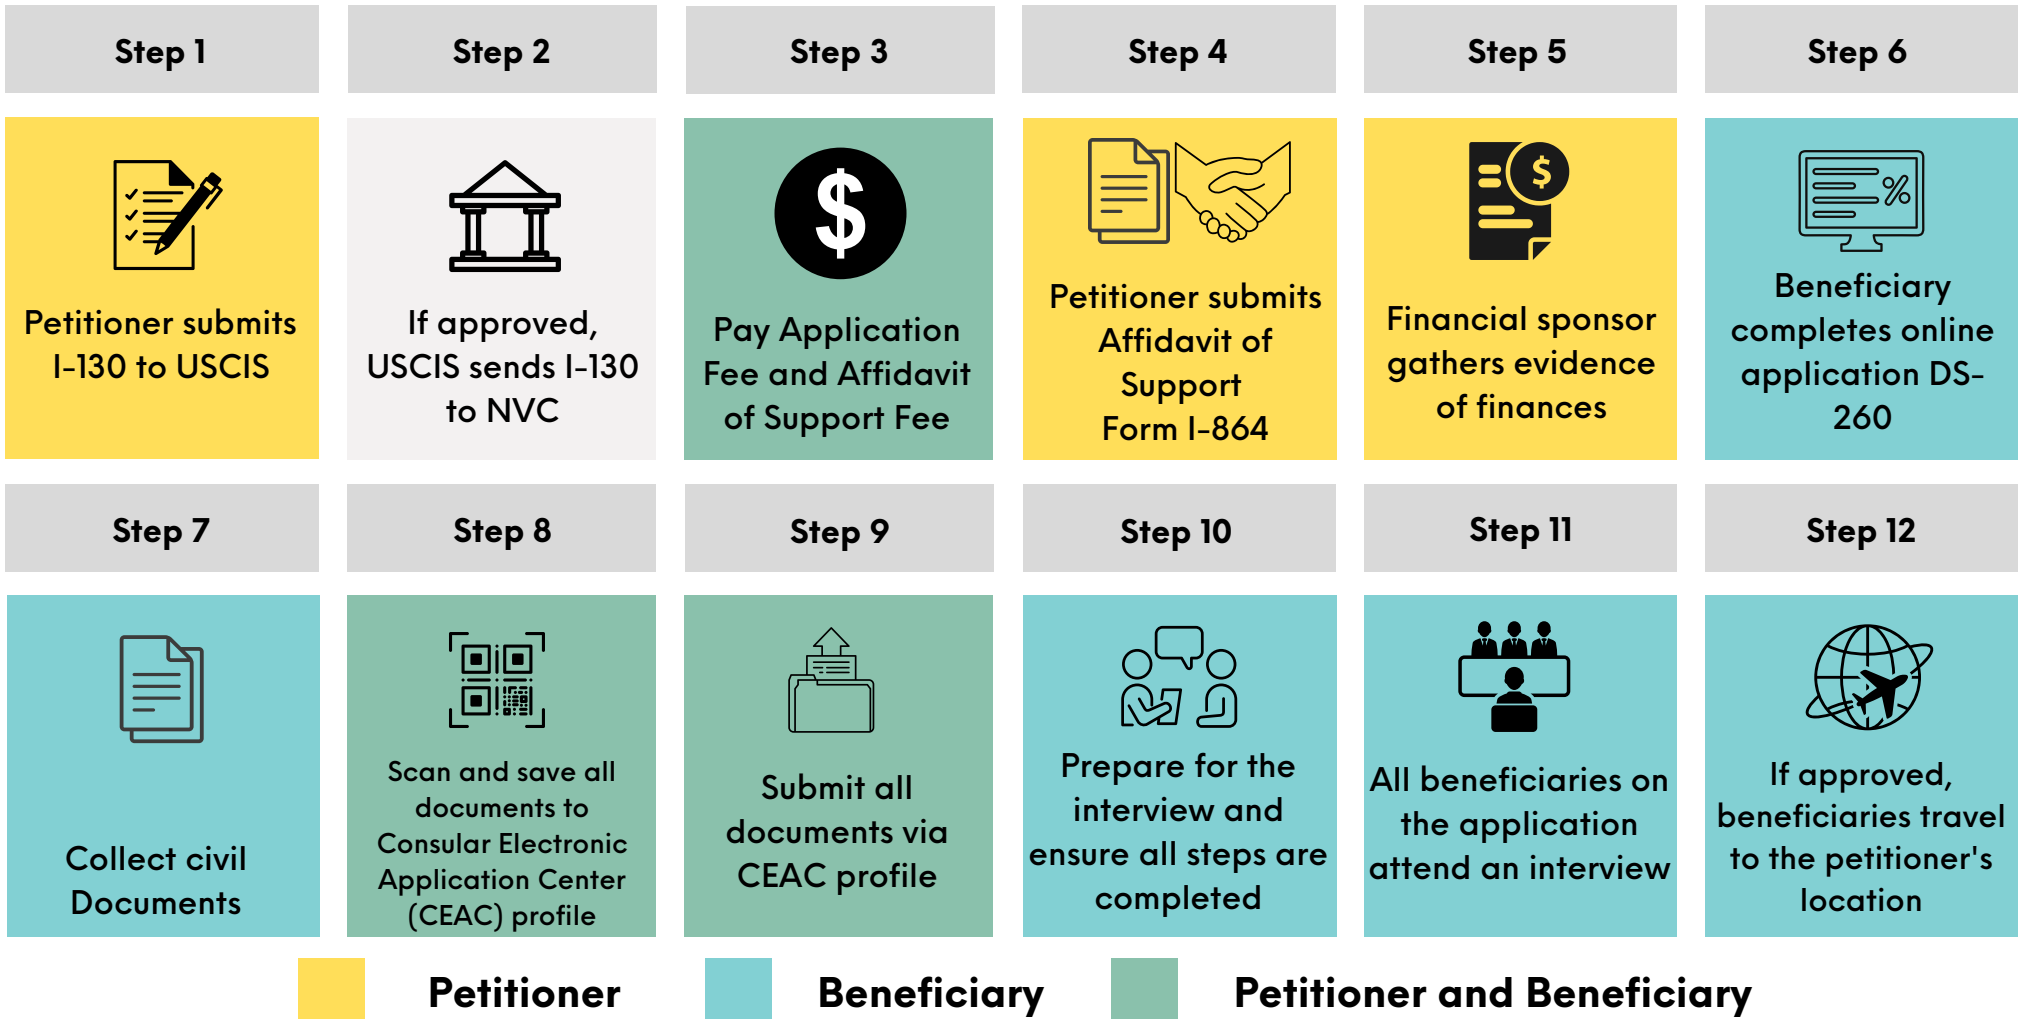 Step 1
Step 2
Step 3
Step 4
Step 5
Step 6
Petitioner submits
I-130 to USCIS
If approved,
USCIS sends I-130
to NVC
$
Pay Application
Fee and Affidavit
of Support Fee
Petitioner submits
Affidavit of
Support
Form I-864
$
Financial sponsor
gathers evidence
of finances
%
Beneficiary
completes online
application DS-
260
Step 7
Step 8
Step 9
Step 10
Step 11
Step 12
Collect civil
Documents
Scan and save all
documents to
Consular Electronic
Application Center
(CEAC) profile
Submit all
documents via
CEAC profile
Prepare for the
interview and
ensure all steps are
completed
All beneficiaries on
the application
attend an interview
If approved,
beneficiaries travel
to the petitioner's
location
Petitioner
Beneficiary
Petitioner and Beneficiary